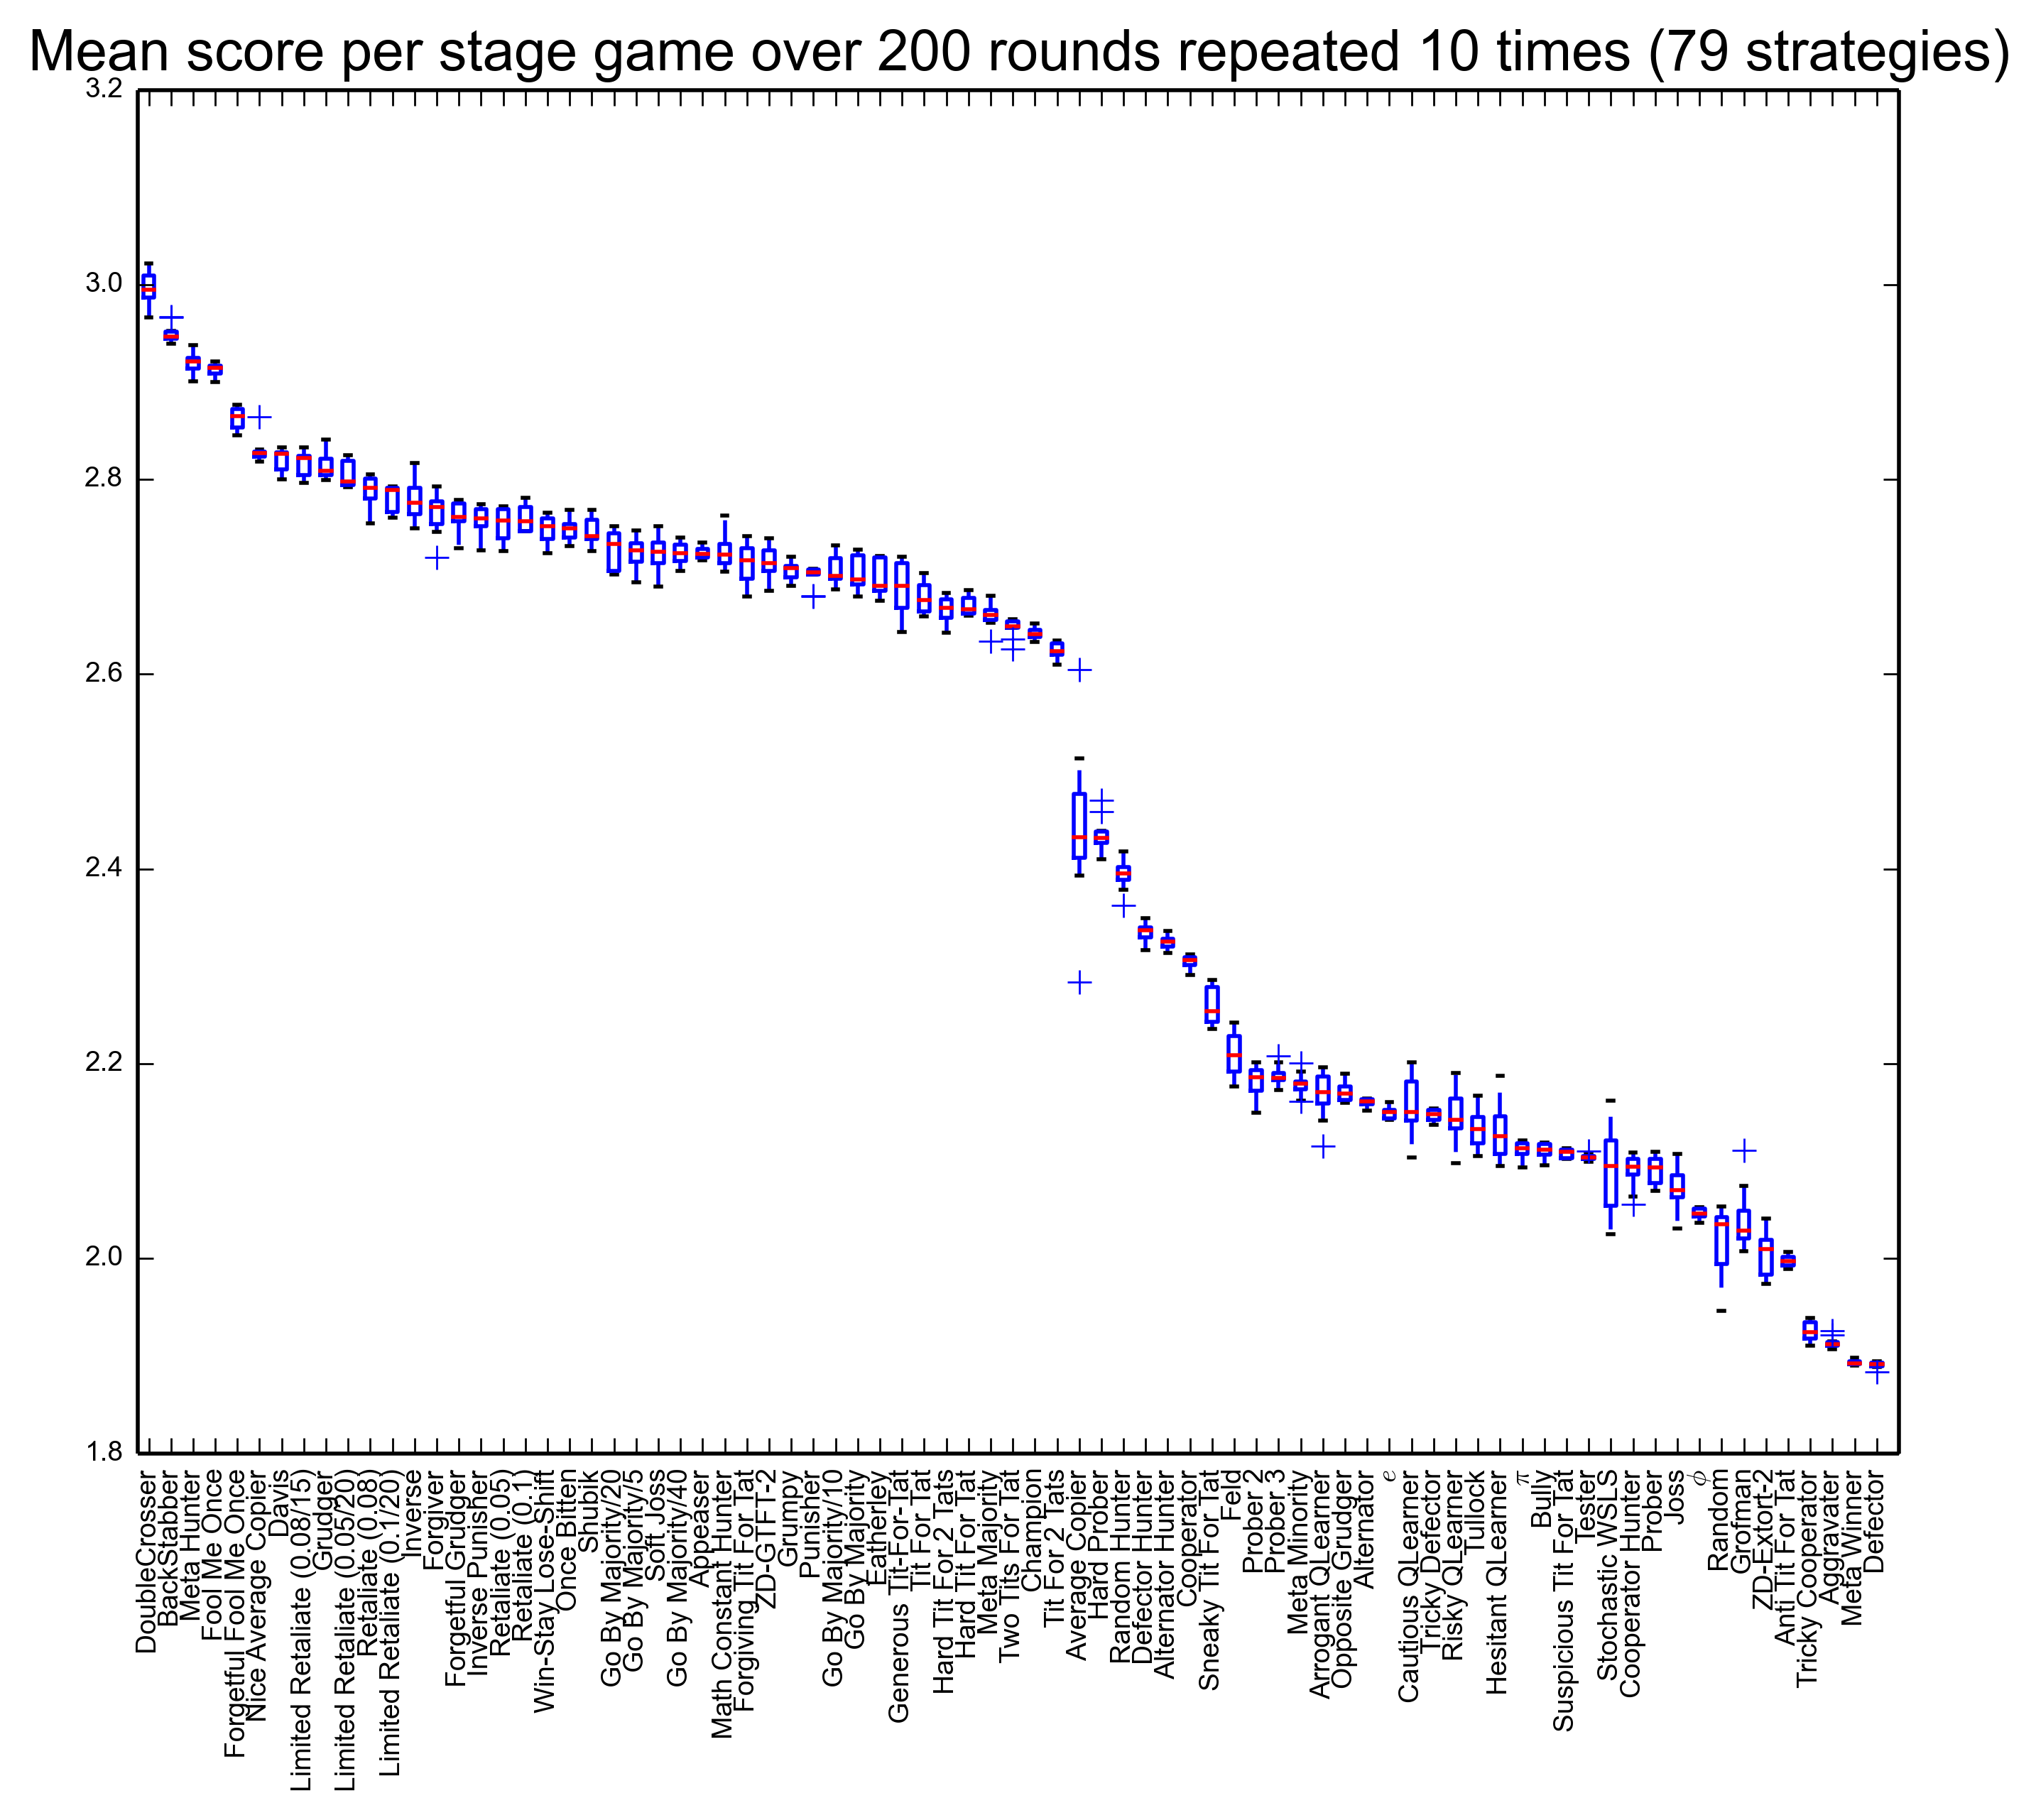 Mean score per stage game over 200 rounds repeated 10 times (79 strategies)
3.2
3.0
2.8
2.6
2.4
2.2
2.0
1.8
DoubleCrosser
BackStabber
Meta Hunter
Fool Me Once
Forgetful Fool Me Once
Nice Average Copier
Davis
Limited Retaliate (0.08/15)
Grudger
Limited Retaliate (0.05/20)
Retaliate (0.08)
Limited Retaliate (0.1/20)
Inverse
Forgiver
Forgetful Grudger
Inverse Punisher
Retaliate (0.05)
Retaliate (0.1)
Win-Stay Lose-Shift
Once Bitten
Shubik
Go By Majority/20
Go By Majority/5
Soft Joss
Go By Majority/40
Appeaser
Math Constant Hunter
Forgiving Tit For Tat
ZD-GTFT-2
Grumpy
Punisher
Go By Majority/10
Go By Majority
Eatherley
Generous Tit-For-Tat
Tit For Tat
Hard Tit For 2 Tats
Hard Tit For Tat
Meta Majority
Two Tits For Tat
Champion
Tit For 2 Tats
Average Copier
Hard Prober
Random Hunter
Defector Hunter
Alternator Hunter
Cooperator
Sneaky Tit For Tat
Feld
Prober 2
Prober 3
Meta Minority
Arrogant QLearner
Opposite Grudger
Alternator
e
Cautious QLearner
Tricky Defector
Risky QLearner
Tullock
Hesitant QLearner
π
Bully
Suspicious Tit For Tat
Tester
Stochastic WSLS
Cooperator Hunter
Prober
Joss
ϕ
Random
Grofman
ZD-Extort-2
Anti Tit For Tat
Tricky Cooperator
Aggravater
Meta Winner
Defector